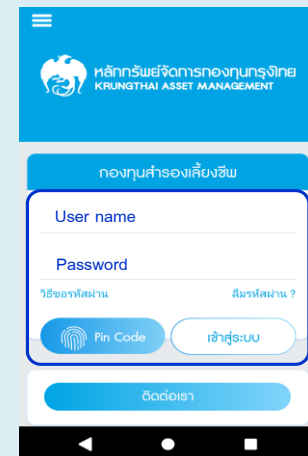 หลักทรัพย์จัดการกองทุนกรุงไทย
KRUNGTHAI ASSET MANAGEMENT
กองทุนสำรองเลี้ยงชีพ
User name
Password
วิธีขอรหัสผ่าน ลืมรหัสผ่าน ?
Pin Code เข้าสู่ระบบ
ติดต่อเรา